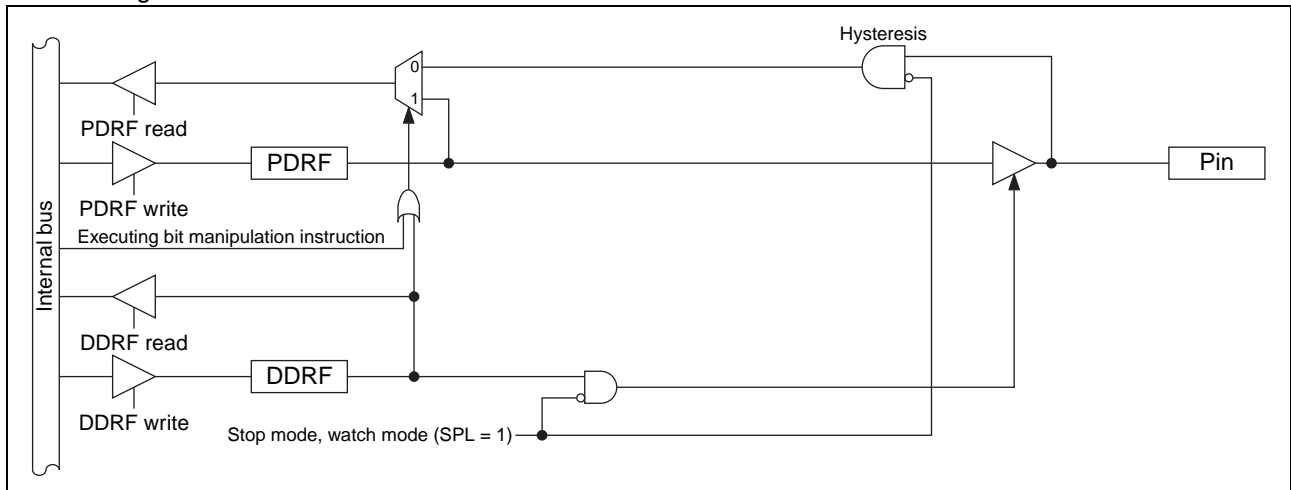 Hysteresis
0
1
PDRF read
PDRF
Pin
PDRF write
Executing bit manipulation instruction
Internal bus
DDRF read
DDRF
DDRF write
Stop mode, watch mode (SPL = 1)